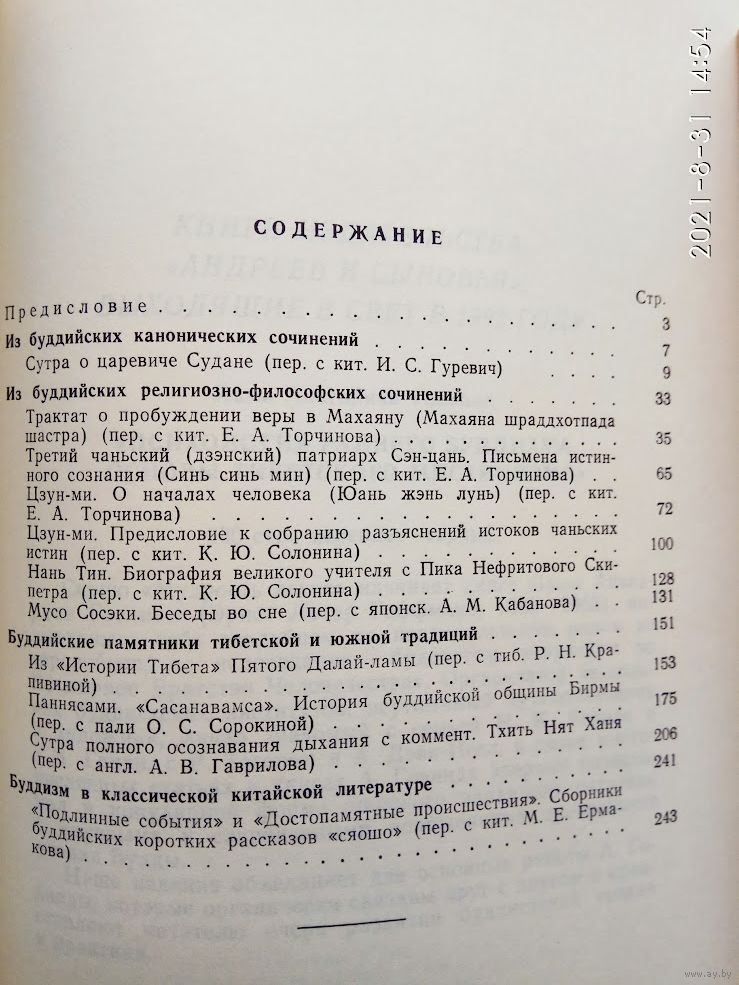 2021-8-31 14:54
СОДЕРЖАНИЕ
Стр.
Предисловие . . . . . . . . . . . . . . . . . . 3
Из буддийских канонических сочинений . . . . . . . . 7
Сутра о царевиче Судане (пер. с кит. И. С. Гуревич) . . . . 9
Из буддийских религиозно-философских сочинений . . . . . . 33
Трактат о пробуждении веры в Махаяну (Махаяна шраддхотпада
шастра) (пер. с кит. Е. А. Торчинова) . . . . . . . . . . 35
Третий чаньский (дзэнский) патриарх Сэн-цань. Письмена истин-
ного сознания (Синь синь мин) (пер. с кит. Е. А. Торчинова) . . 65
Цзун-ми. О началах человека (Юань жэнь лунь) (пер. с кит.
Е. А. Торчинова) . . . . . . . . . . . . . . . . 72
Цзун-ми. Предисловие к собранию разъяснений истоков чаньских
истин (пер. с кит. К. Ю. Солонина) . . . . . . . . . . . 100
Нань Тин. Биография великого учителя с Пика Нефритового Ски-
петра (пер. с кит. К. Ю. Солонина) . . . . . . . . . . 128
Мусо Сосэки. Беседы во сне (пер. с японск. А. М. Кабанова) . . 131
Буддийские памятники тибетской и южной традиций . . . . . . 151
Из «Истории Тибета» Пятого Далай-ламы (пер. с тиб. Р. Н. Кра-
пивиной) . . . . . . . . . . . . . . . . . . . 153
Паннясами. «Сасанавамса». История буддийской общины Бирмы
(пер. с пали О. С. Сорокиной) . . . . . . . . . . . . 175
Сутра полного осознавания дыхания с коммент. Тхить Нят Ханя
(пер. с англ. А. В. Гаврилова) . . . . . . . . . . . . 206
Буддизм в классической китайской литературе . . . . . . . . 241
«Подлинные события» и «Достопамятные происшествия». Сборники
буддийских коротких рассказов «сяошо» (пер. с кит. М. Е. Ерма-
кова) . . . . . . . . . . . . . . . . . . . . . 243
www.ay.by